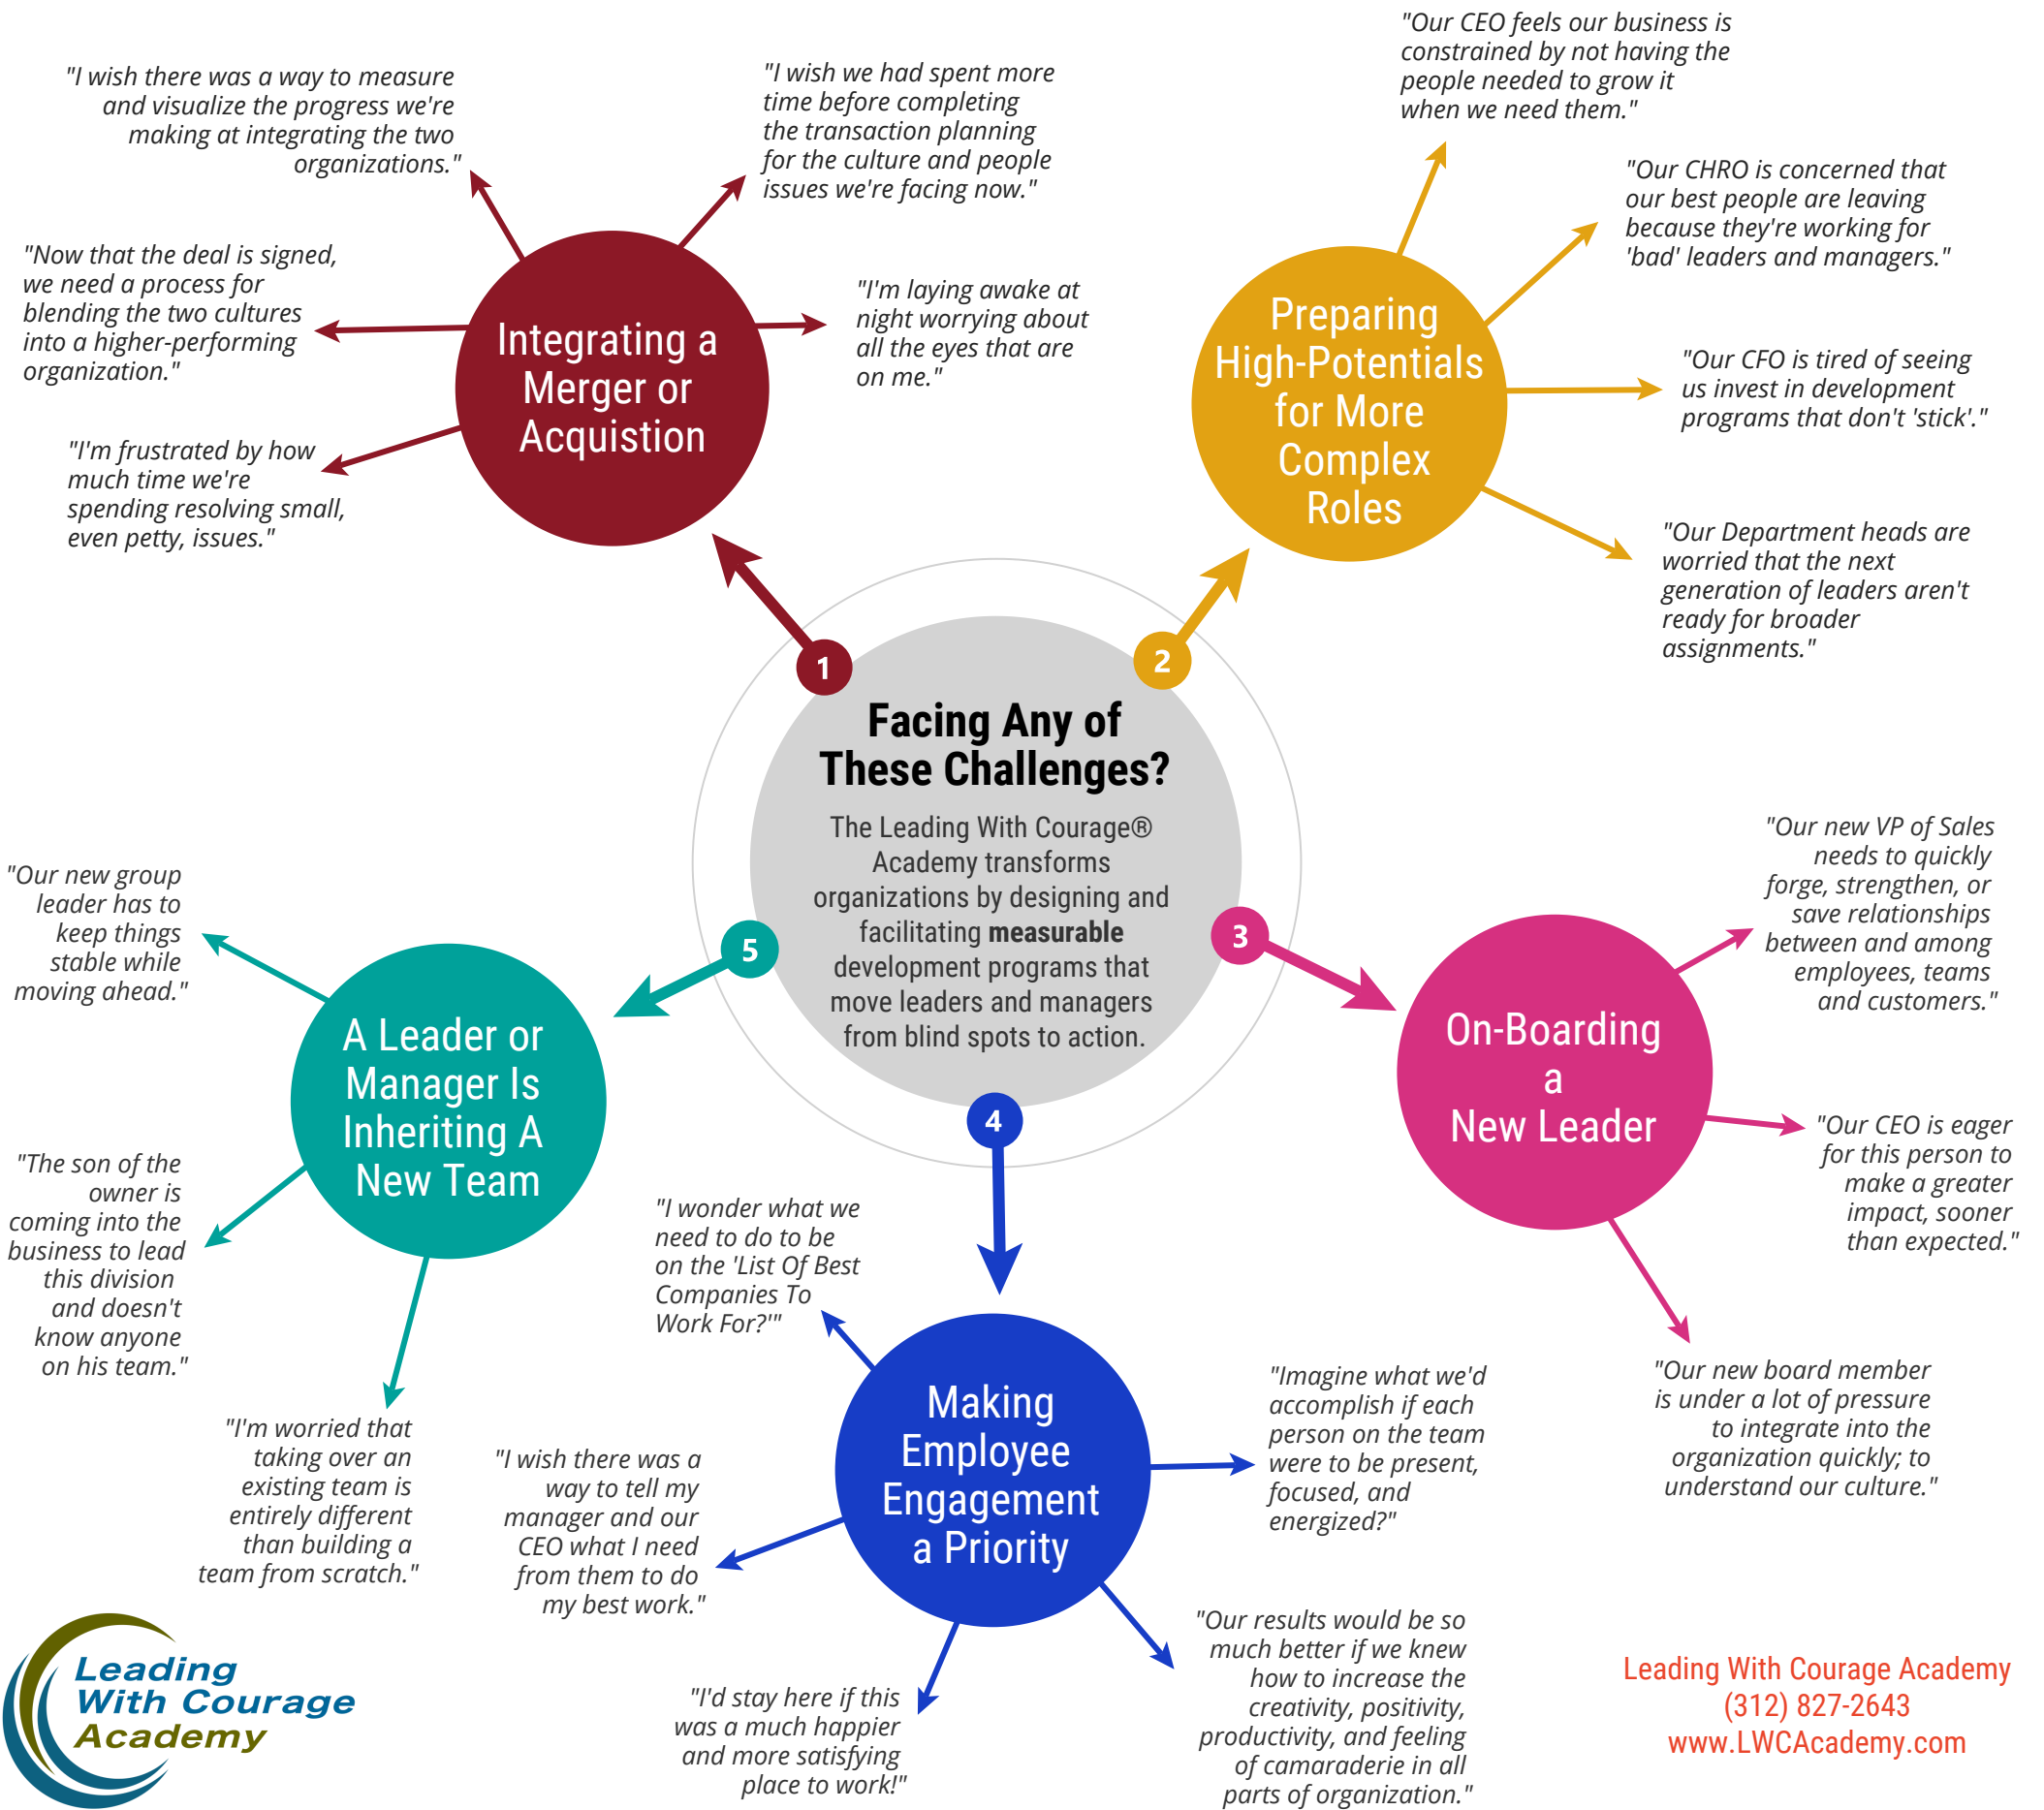 Facing Any of
These Challenges?
The Leading With Courage®
Academy transforms
organizations by designing and
facilitating measurable
development programs that
move leaders and managers
from blind spots to action.
1
Integrating a
Merger or
Acquistion
"I wish there was a way to measure
and visualize the progress we're
making at integrating the two
organizations."
"I wish we had spent more
time before completing
the transaction planning
for the culture and people
issues we're facing now."
"Now that the deal is signed,
we need a process for
blending the two cultures
into a higher-performing
organization."
"I'm laying awake at
night worrying about
all the eyes that are
on me."
"I'm frustrated by how
much time we're
spending resolving small,
even petty, issues."
2
Preparing
High-Potentials
for More
Complex
Roles
"Our CEO feels our business is
constrained by not having the
people needed to grow it
when we need them."
"Our CHRO is concerned that
our best people are leaving
because they're working for
'bad' leaders and managers."
"Our CFO is tired of seeing
us invest in development
programs that don't 'stick'."
"Our Department heads are
worried that the next
generation of leaders aren't
ready for broader
assignments."
3
On-Boarding
a
New Leader
"Our new VP of Sales
needs to quickly
forge, strengthen, or
save relationships
between and among
employees, teams
and customers."
"Our CEO is eager
for this person to
make a greater
impact, sooner
than expected."
"Our new board member
is under a lot of pressure
to integrate into the
organization quickly; to
understand our culture."
4
Making
Employee
Engagement
a Priority
"I wonder what we
need to do to be
on the 'List Of Best
Companies To
Work For?'"
"Imagine what we'd
accomplish if each
person on the team
were to be present,
focused, and
energized?"
"I wish there was a
way to tell my
manager and our
CEO what I need
from them to do
my best work."
"I'd stay here if this
was a much happier
and more satisfying
place to work!"
"Our results would be so
much better if we knew
how to increase the
creativity, positivity,
productivity, and feeling
of camaraderie in all
parts of organization."
5
A Leader or
Manager Is
Inheriting A
New Team
"Our new group
leader has to
keep things
stable while
moving ahead."
"The son of the
owner is
coming into the
business to lead
this division
and doesn't
know anyone
on his team."
"I'm worried that
taking over an
existing team is
entirely different
than building a
team from scratch."
Leading
With Courage
Academy
Leading With Courage Academy
(312) 827-2643
www.LWCAcademy.com